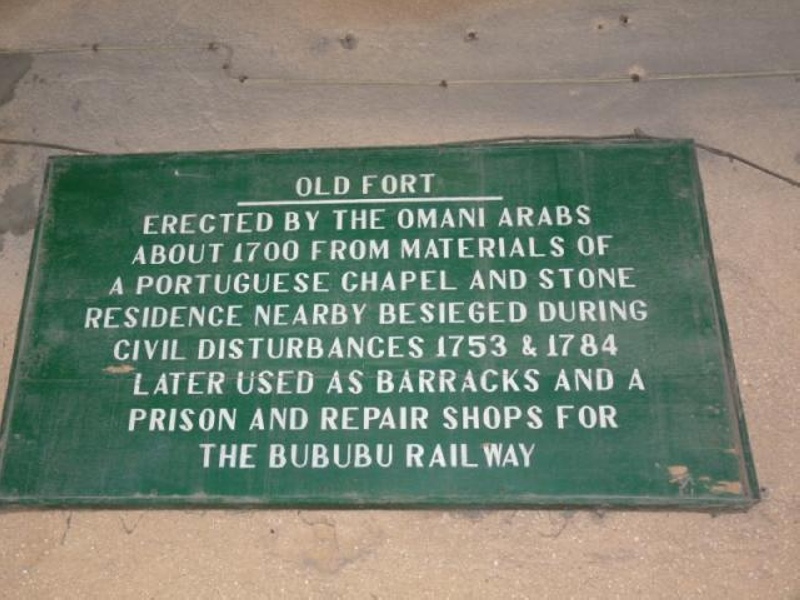 OLD FORT
ERECTED BY THE OMANI ARABS
ABOUT 1700 FROM MATERIALS OF
A PORTUGUESE CHAPEL AND STONE
RESIDENCE NEARBY BESIEGED DURING
CIVIL DISTURBANCES 1753 & 1784
LATER USED AS BARRACKS AND A
PRISON AND REPAIR SHOPS FOR
THE BUBUBU RAILWAY